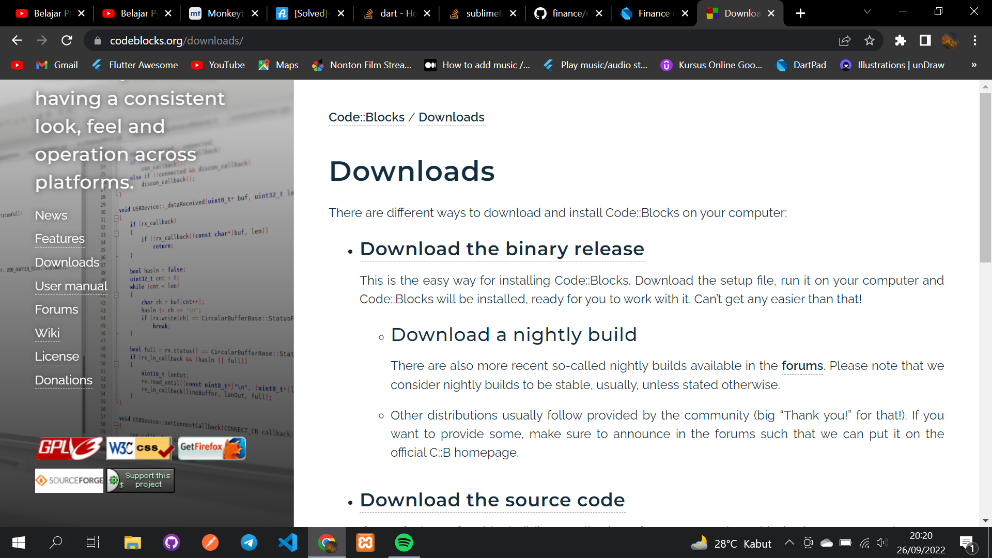 Belajar P
Belajar P
Monkeyt
[Solved]
dart - H
sublime
finance/
Finance
Downlo
codeblocks.org/downloads/
Gmail
Flutter Awesome
YouTube
Maps
Nonton Film Strea...
How to add music /...
Play music/audio st...
Kursus Online Goo...
DartPad
Illustrations | unDraw
»
having a consistent
look, feel and
operation across
platforms.
News
Features
Downloads
User manual
Forums
Wiki
License
Donations
GPL3
W3C css
GetFirefox
SOURCEFORGE
Support this
project
Code::Blocks / Downloads
Downloads
There are different ways to download and install Code::Blocks on your computer:
Download the binary release
This is the easy way for installing Code::Blocks. Download the setup file, run it on your computer and
Code::Blocks will be installed, ready for you to work with it. Can't get any easier than that!
Download a nightly build
There are also more recent so-called nightly builds available in the forums. Please note that we
consider nightly builds to be stable, usually, unless stated otherwise.
Other distributions usually follow provided by the community (big “Thank you!” for that!). If you
want to provide some, make sure to announce in the forums such that we can put it on the
official C::B homepage.
Download the source code
28°C Kabut
20:20
26/09/2022
1